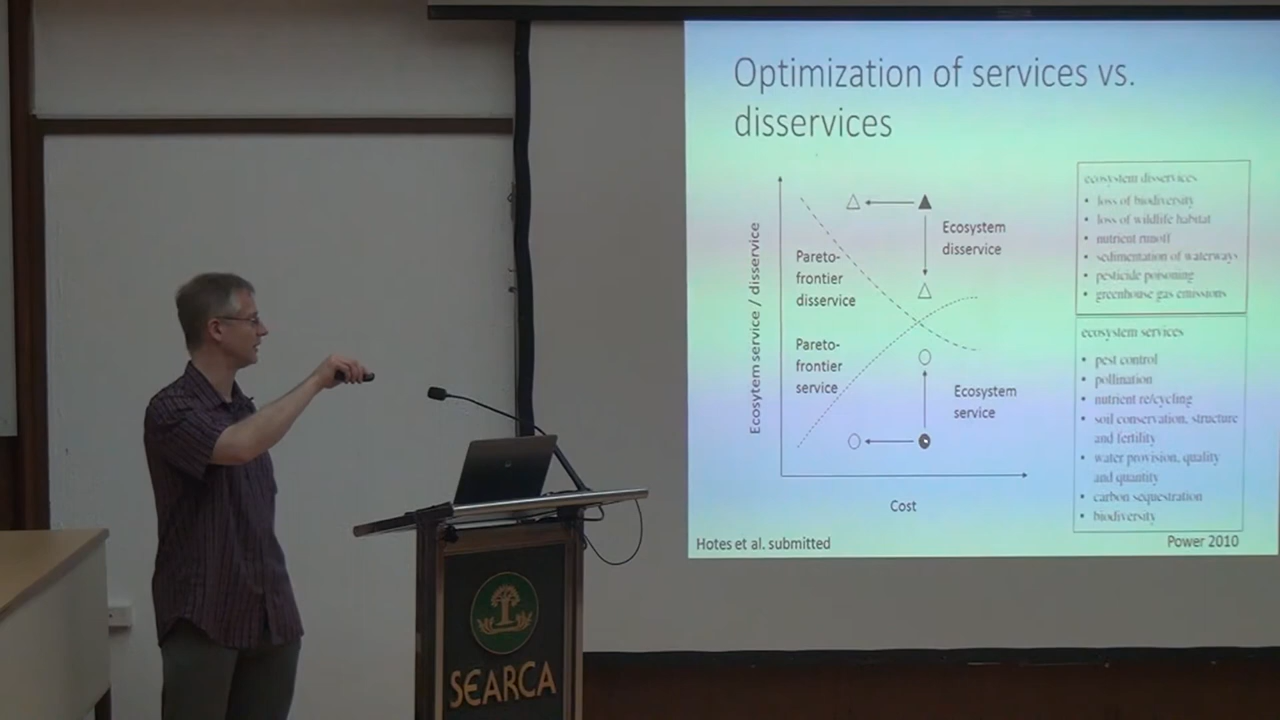 Optimization of services vs.
disservices
Ecosytem service / disservice
Pareto-
frontier
disservice
Pareto-
frontier
service
Ecosystem
disservice
Ecosystem
service
Cost
ecosystem disservices
• loss of biodiversity
• loss of wildlife habitat
• nutrient runoff
• sedimentation of waterways
• pesticide poisoning
• greenhouse gas emissions
ecosystem services
• pest control
• pollination
• nutrient re/cycling
• soil conservation, structure
and fertility
• water provision, quality
and quantity
• carbon sequestration
• biodiversity
Hotes et al. submitted
Power 2010
SEARCA